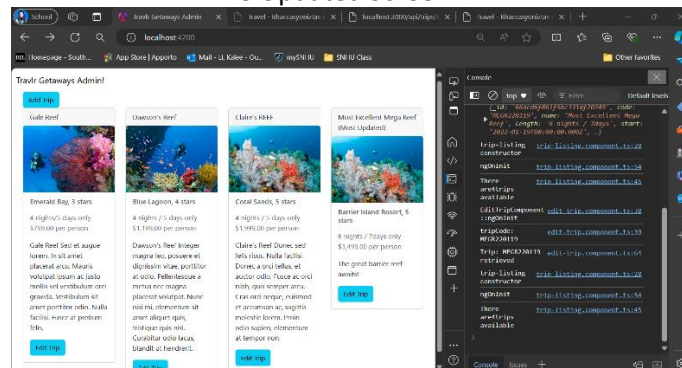 School
Travlr Getaways Admin
localhost:4200
Homepage - South...
App Store | Apporto
Mail - Li, Kalee - Ou...
mySNHU
SNHU Class
Other favorites
Travlr Getaways Admin!
Add Trip
Gale Reef
Emerald Bay, 3 stars
4 nights/5 days only
$799.00 per person
Gale Reef Sed et augue
lorem. In sit amet
placerat arcu. Mauris
volutpat ipsum ac justo
mollis vel vestibulum orci
gravida. Vestibulum sit
amet porttitor odio. Nulla
facilisi. Fusce at pretium
felis.
Edit Trip
Dawson's Reef
Blue Lagoon, 4 stars
4 nights / 5 days only
$1,199.00 per person
Dawson's Reef Integer
magna leo, posuere et
dignissim vitae, porttitor
at odio. Pellentesque a
metus nec magna
placerat volutpat. Nunc
nisi mi, elementum sit
amet aliquet quis,
tristique quis nisl.
Curabitur odio lacus,
blandit ut hendrerit.
Edit Trip
Claire's REEF
Coral Sands, 5 stars
4 nights / 5 days only
$1,999.00 per person
Claire's Reef Donec sed
felis risus. Nulla facilisi.
Donec a orci tellus, et
auctor odio. Fusce ac orci
nibh, quis semper arcu.
Cras orci neque, euismod
et accumsan ac, sagittis
molestie lorem. Proin
odio sapien, elementum
at tempor non.
Edit Trip
Most Excellent Mega Reef
(Most Updated)
Barrier Island Resort, 5
stars
6 nights / 7days only
$3,499.00 per person
The great barrier reef
awaits!
Edit Trip
Console
top
Filter
Default levels
code:
'MEGR220119', name: 'Most Excellent Mega
Reef', length: '6 nights / 7days', start:
'2022-01-19T00:00:00.000Z', …}
trip-listing trip-listing.component.ts:28
constructor
ngOnInit trip-listing.component.ts:54
There trip-listing.component.ts:45
are4trips
available
EditTripComponent edit-trip.component.ts:38
::ngOnInit
tripCode: edit-trip.component.ts:39
MEGR220119
Trip: MEGR220119 edit-trip.component.ts:64
retrieved
trip-listing trip-listing.component.ts:28
constructor
ngOnInit trip-listing.component.ts:54
There trip-listing.component.ts:45
are4trips
available
Console Issues